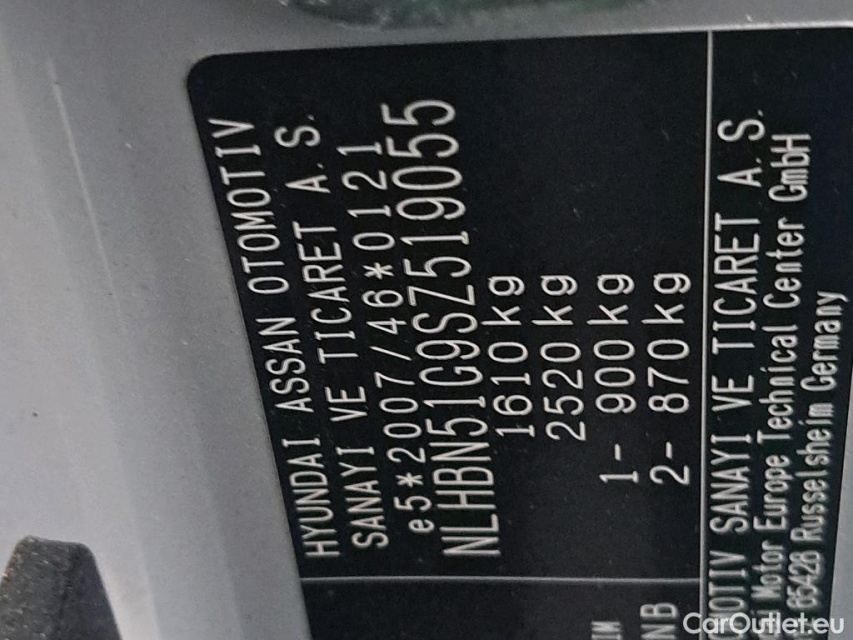 HYUNDAI ASSAN OTOMOTIV
SANAYI VE TICARET A.S.
e5*2007/46*0121
NLHBN51G9SZ519055
1610kg
2520kg
1- 900kg
2- 870kg
NB
OTIV SANAYI VE TICARET A.S.
Motor Europe Technical Center GmbH
65428 Russelsheim Germany
CarOutlet.eu